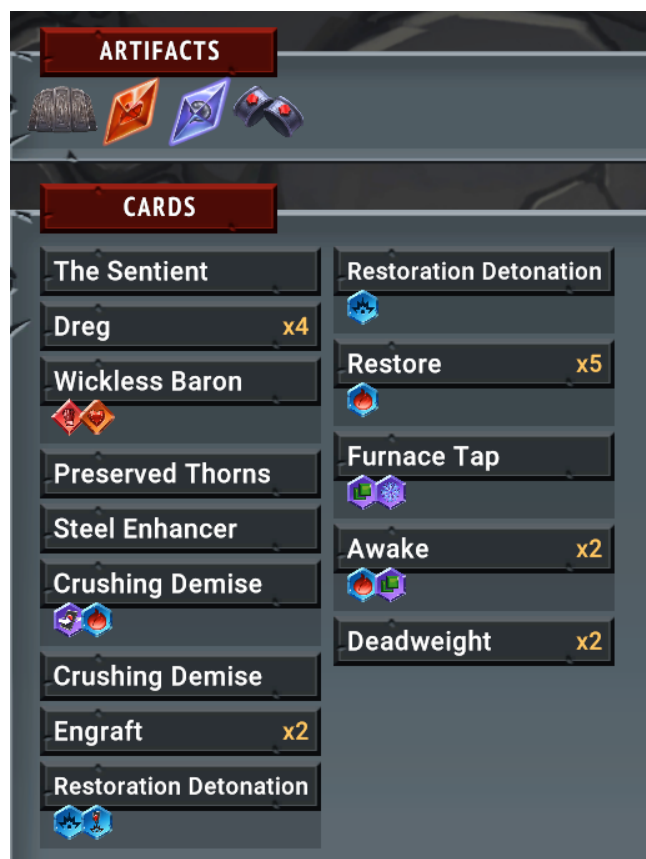 ARTIFACTS
CARDS
The Sentient
Dreg x4
Wickless Baron
Preserved Thorns
Steel Enhancer
Crushing Demise
Crushing Demise
Engraft x2
Restoration Detonation
Restoration Detonation
Restore x5
Furnace Tap
Awake x2
Deadweight x2